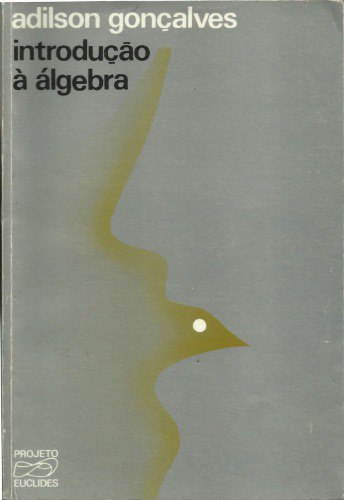 adilson gonçalves
introdução
à álgebra
PROJETO
EUCLIDES